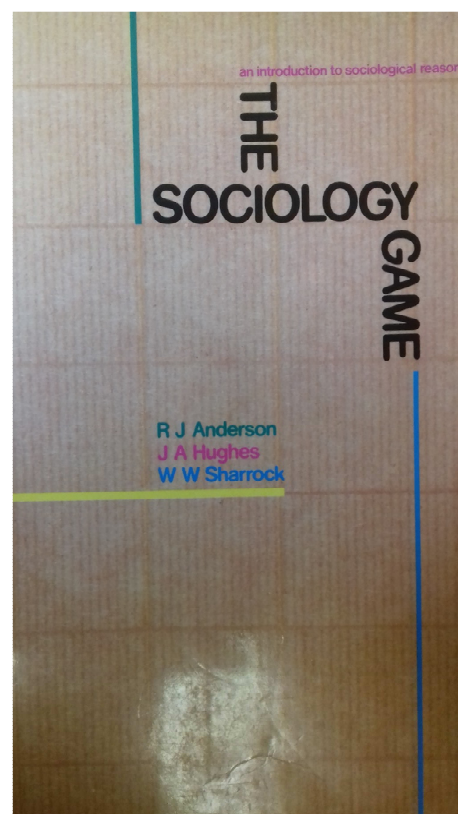 an introduction to sociological reason
THE
SOCIOLOGY
GAME
R J Anderson
J A Hughes
W W Sharrock